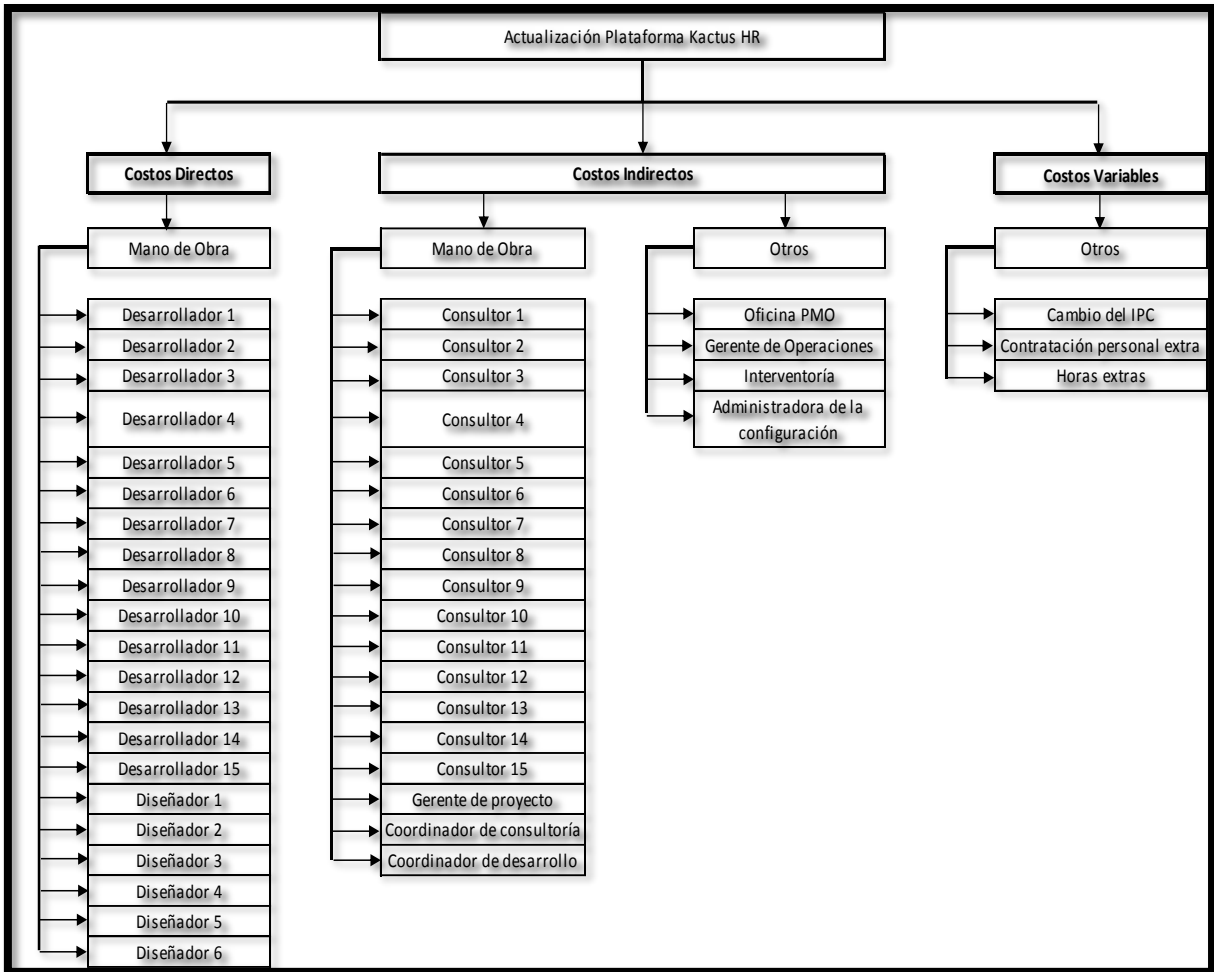 Actualización Plataforma Kactus HR
Costos Directos
Mano de Obra
Desarrollador 1
Desarrollador 2
Desarrollador 3
Desarrollador 4
Desarrollador 5
Desarrollador 6
Desarrollador 7
Desarrollador 8
Desarrollador 9
Desarrollador 10
Desarrollador 11
Desarrollador 12
Desarrollador 13
Desarrollador 14
Desarrollador 15
Diseñador 1
Diseñador 2
Diseñador 3
Diseñador 4
Diseñador 5
Diseñador 6
Costos Indirectos
Mano de Obra
Consultor 1
Consultor 2
Consultor 3
Consultor 4
Consultor 5
Consultor 6
Consultor 7
Consultor 8
Consultor 9
Consultor 10
Consultor 11
Consultor 12
Consultor 13
Consultor 14
Consultor 15
Gerente de proyecto
Coordinador de consultoría
Coordinador de desarrollo
Otros
Oficina PMO
Gerente de Operaciones
Interventoría
Administradora de la
configuración
Costos Variables
Otros
Cambio del IPC
Contratación personal extra
Horas extras